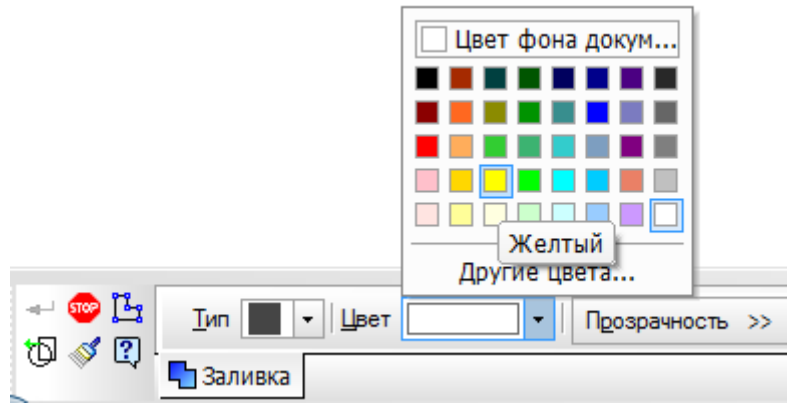 Цвет фона докум...
Желтый
Другие цвета...
STOP
Тип
Цвет
Прозрачность >>
?
Заливка